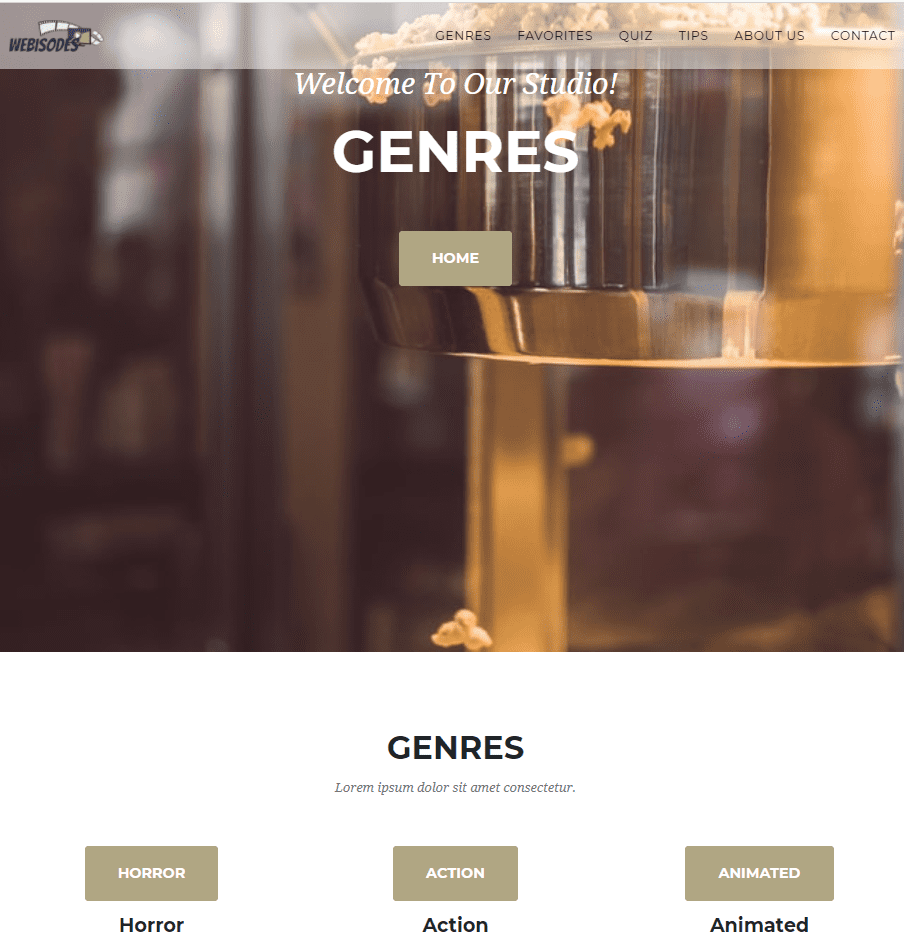 WEBISODES
GENRES FAVORITES QUIZ TIPS ABOUT US CONTACT
Welcome To Our Studio!
GENRES
HOME
GENRES
Lorem ipsum dolor sit amet consectetur.
HORROR ACTION ANIMATED
Horror Action Animated